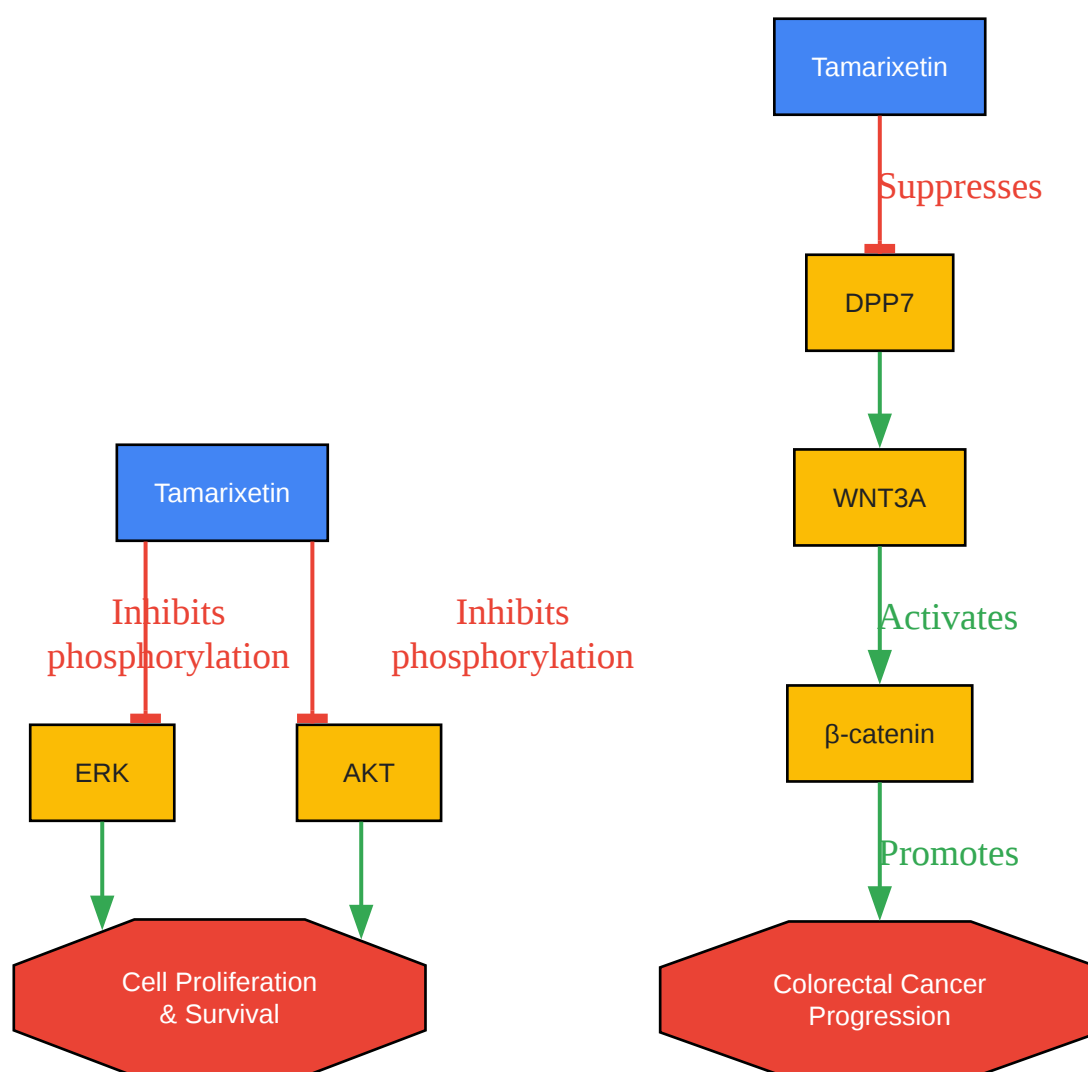 Tamarixetin
Inhibits
phosphorylation
Inhibits
phosphorylation
ERK
AKT
Cell Proliferation
& Survival
Tamarixetin
Suppresses
DPP7
WNT3A
Activates
β-catenin
Promotes
Colorectal Cancer
Progression